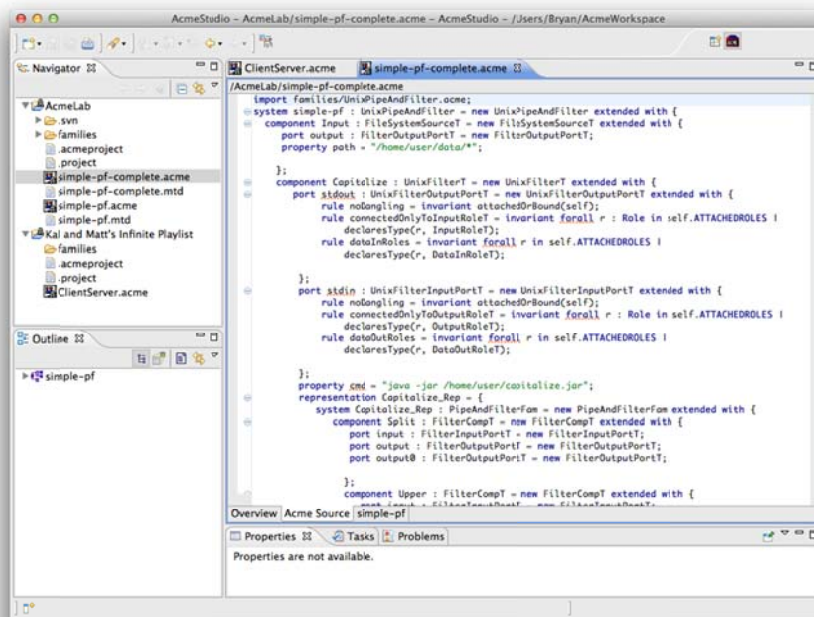 AcmeStudio – AcmeLab/simple-pf-complete.acme – AcmeStudio – /Users/Bryan/AcmeWorkspace
Navigator
AcmeLab
.svn
families
.acmeproject
.project
simple-pf-complete.acme
simple-pf-complete.mtd
simple-pf.acme
simple-pf.mtd
Kal and Matt's Infinite Playlist
families
.acmeproject
.project
ClientServer.acme
Outline
simple-pf
ClientServer.acme
simple-pf-complete.acme
/AcmeLab/simple-pf-complete.acme
import families/UnixPipeAndFilter.acme;
system simple-pf : UnixPipeAndFilter = new UnixPipeAndFilter extended with {
component Input : FileSystemSourceT = new FileSystemSourceT extended with {
port output : FilterOutputPortT = new FilterOutputPortT;
property path = "/home/user/data/*";
};
component Capitalize : UnixFilterT = new UnixFilterT extended with {
port stdout : UnixFilterOutputPortT = new UnixFilterOutputPortT extended with {
rule noDangling = invariant attachedOrBound(self);
rule connectedOnlyToInputRoleT = invariant forall r : Role in self.ATTACHEDROLES |
declaresType(r, InputRoleT);
rule dataInRoles = invariant forall r in self.ATTACHEDROLES |
declaresType(r, DataInRoleT);
};
port stdin : UnixFilterInputPortT = new UnixFilterInputPortT extended with {
rule noDangling = invariant attachedOrBound(self);
rule connectedOnlyToOutputRoleT = invariant forall r : Role in self.ATTACHEDROLES |
declaresType(r, OutputRoleT);
rule dataOutRoles = invariant forall r in self.ATTACHEDROLES |
declaresType(r, DataOutRoleT);
};
property cmd = "java -jar /home/user/capitalize.jar";
representation Capitalize_Rep = {
system Capitalize_Rep : PipeAndFilterFam = new PipeAndFilterFam extended with {
component Split : FilterCompT = new FilterCompT extended with {
port input : FilterInputPortT = new FilterInputPortT;
port output : FilterOutputPortT = new FilterOutputPortT;
port output0 : FilterOutputPortT = new FilterOutputPortT;
};
component Upper : FilterCompT = new FilterCompT extended with {
port input : FilterInputPortT = new FilterInputPortT;
Overview Acme Source simple-pf
Properties Tasks Problems
Properties are not available.